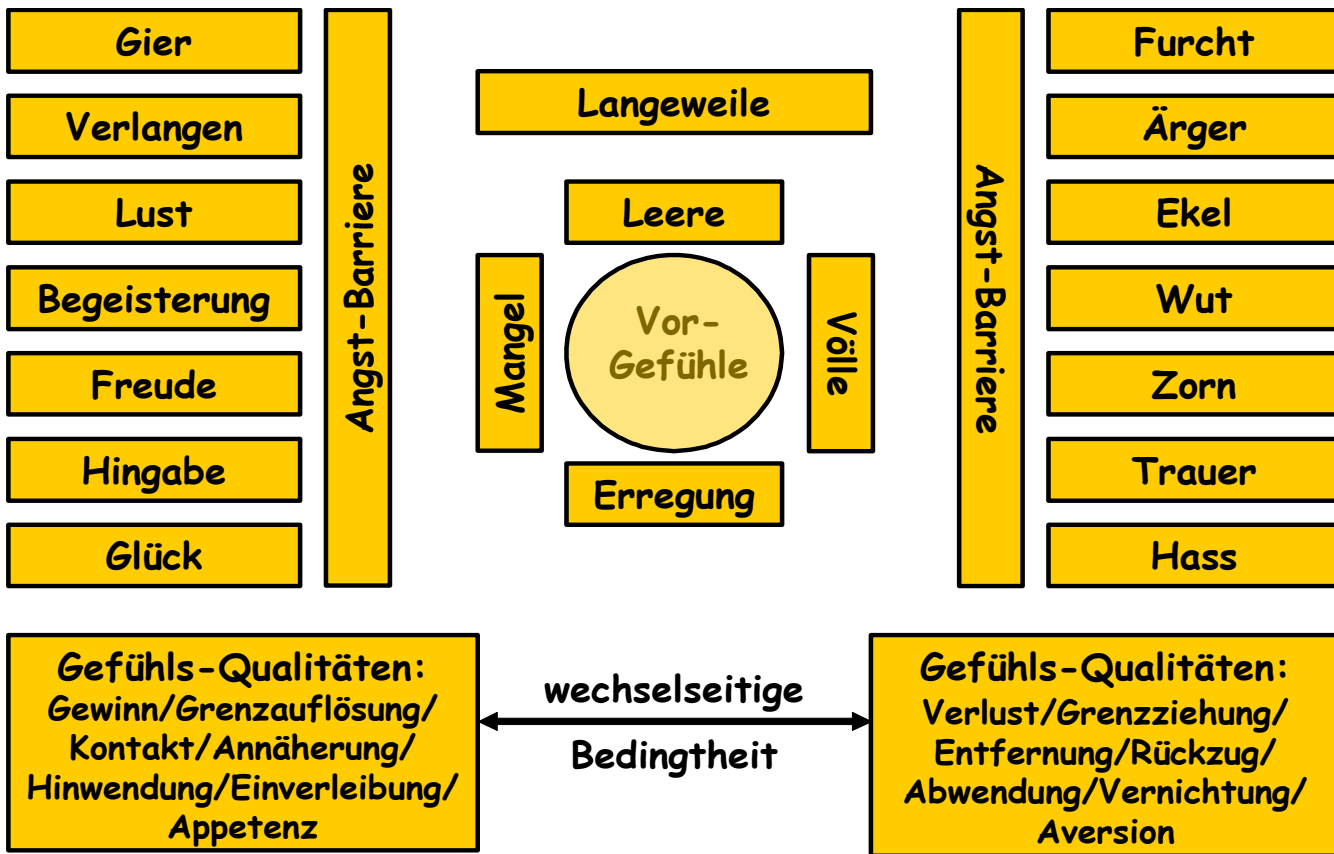 Gier
Verlangen
Lust
Begeisterung
Freude
Hingabe
Glück
Angst-Barriere
Langeweile
Leere
Mangel
Vor-
Gefühle
Völle
Erregung
Angst-Barriere
Furcht
Ärger
Ekel
Wut
Zorn
Trauer
Hass
Gefühls-Qualitäten:
Gewinn/Grenzauflösung/
Kontakt/Annäherung/
Hinwendung/Einverleibung/
Appetenz
wechselseitige
Bedingtheit
Gefühls-Qualitäten:
Verlust/Grenzziehung/
Entfernung/Rückzug/
Abwendung/Vernichtung/
Aversion